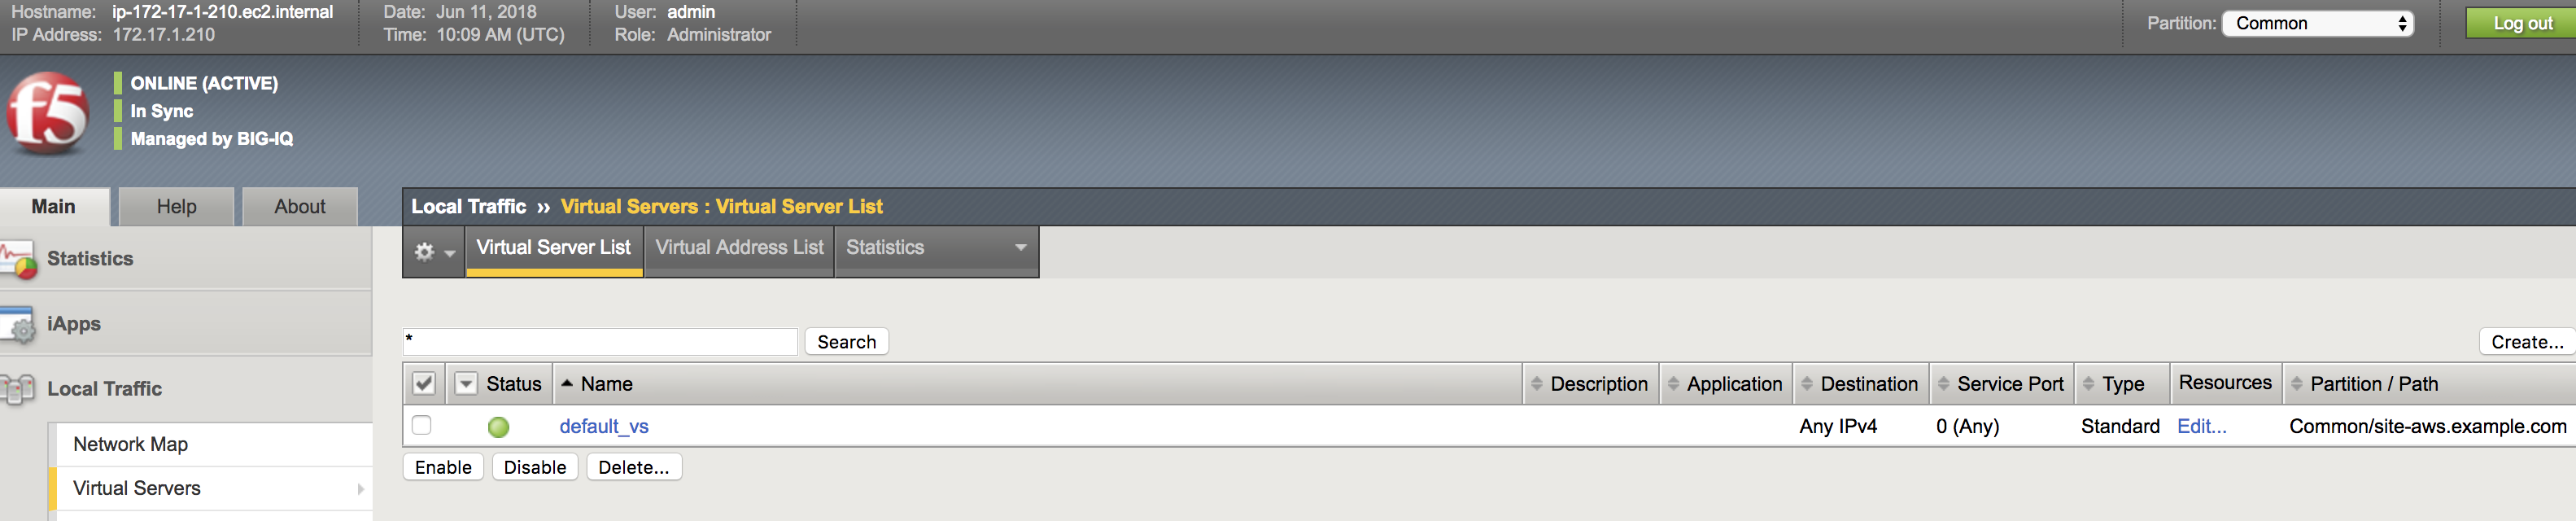 Hostname: ip-172-17-1-210.ec2.internal Date: Jun 11, 2018 User: admin Partition: Common Log out
IP Address: 172.17.1.210 Time: 10:09 AM (UTC) Role: Administrator
f5
ONLINE (ACTIVE)
In Sync
Managed by BIG-IQ
Main Help About
Local Traffic ›› Virtual Servers : Virtual Server List
Virtual Server List Virtual Address List Statistics
Statistics
iApps
Local Traffic
Network Map
Virtual Servers
* Search Create...
Status Name Description Application Destination Service Port Type Resources Partition / Path
default_vs Any IPv4 0 (Any) Standard Edit... Common/site-aws.example.com
Enable Disable Delete...